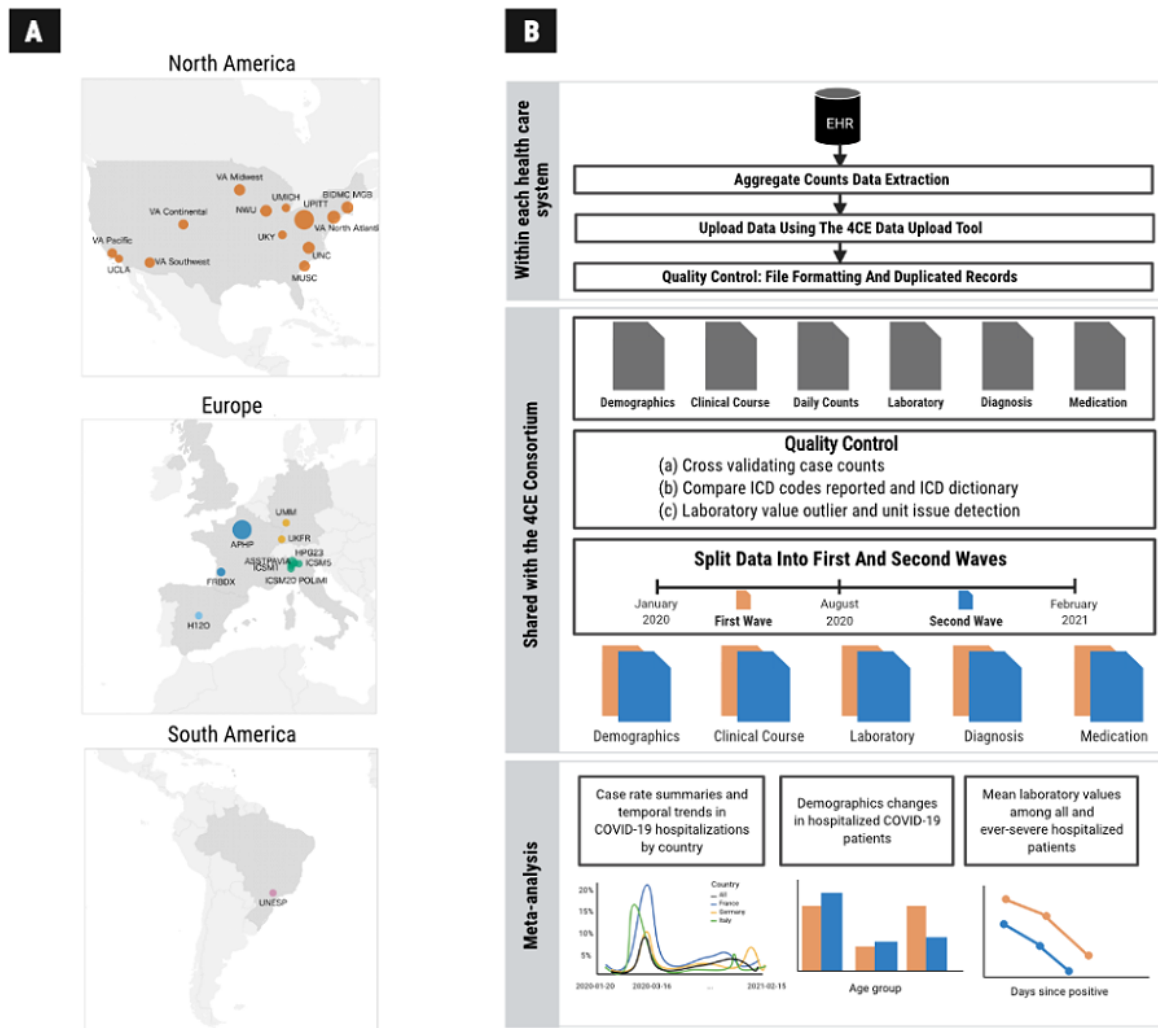 A
North America
VA Midwest
UMICH
BIDMC MGB
NWU
UPITT
VA Continental
VA North Atlanti
UKY
VA Pacific
UNC
UCLA
VA Southwest
MUSC
Europe
UMM
APHP
UKFR
HPG23
ASSTPAVIA
ICSM1
ICSM5
FRBDX
ICSM20 POLIMI
H12O
South America
UNESP
B
Within each health care
system
EHR
Aggregate Counts Data Extraction
Upload Data Using The 4CE Data Upload Tool
Quality Control: File Formatting And Duplicated Records
Shared with the 4CE Consortium
Demographics
Clinical Course
Daily Counts
Laboratory
Diagnosis
Medication
Quality Control
(a) Cross validating case counts
(b) Compare ICD codes reported and ICD dictionary
(c) Laboratory value outlier and unit issue detection
Split Data Into First And Second Waves
January
2020
First Wave
August
2020
Second Wave
February
2021
Demographics
Clinical Course
Laboratory
Diagnosis
Medication
Meta-analysis
Case rate summaries and
temporal trends in
COVID-19 hospitalizations
by country
Demographics changes
in hospitalized COVID-19
patients
Mean laboratory values
among all and
ever-severe hospitalized
patients
20%
15%
10%
5%
Country
All
France
Germany
Italy
2020-01-20
2020-03-16
...
2021-02-15
Age group
Days since positive